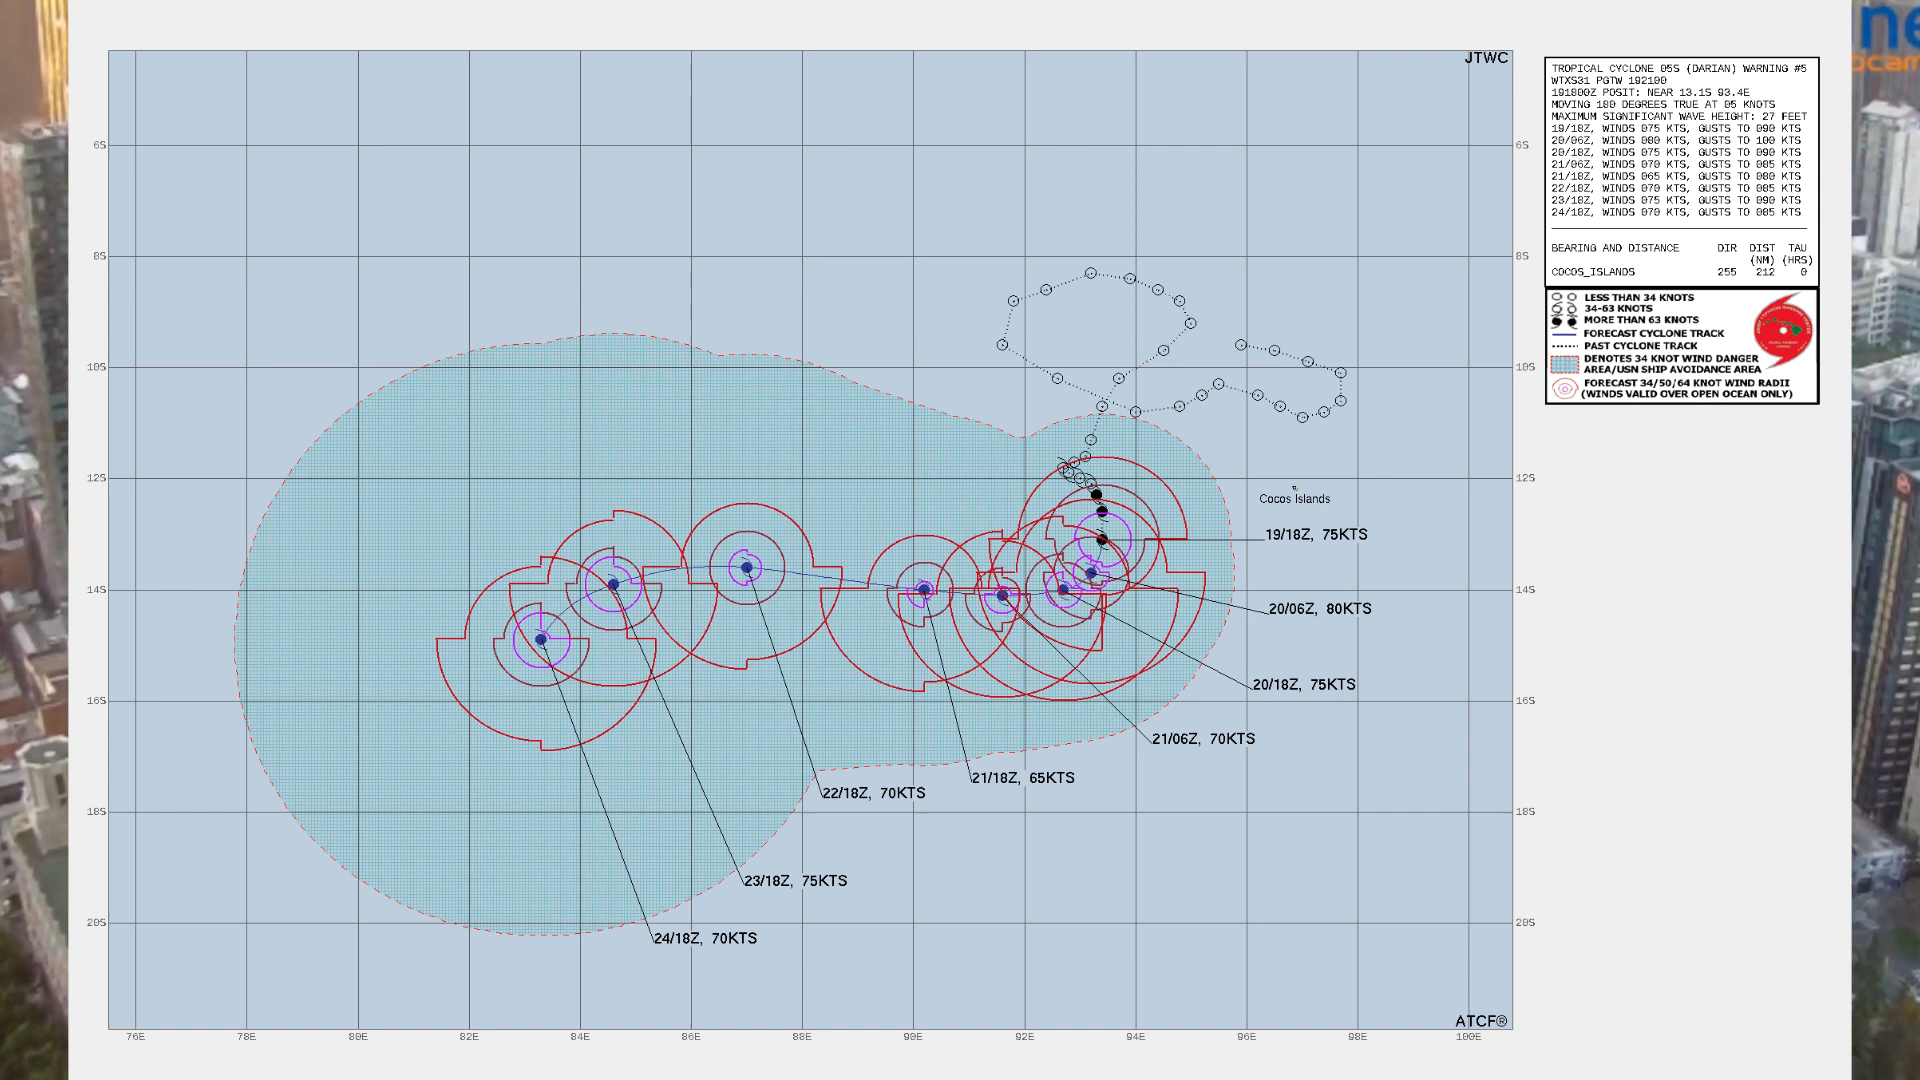 JTWC
TROPICAL CYCLONE 05S (DARIAN) WARNING #5
WTXS31 PGTW 192100
191800Z POSIT: NEAR 13.1S 93.4E
MOVING 180 DEGREES TRUE AT 05 KNOTS
MAXIMUM SIGNIFICANT WAVE HEIGHT: 27 FEET
19/18Z, WINDS 075 KTS, GUSTS TO 090 KTS
20/06Z, WINDS 080 KTS, GUSTS TO 100 KTS
20/18Z, WINDS 075 KTS, GUSTS TO 090 KTS
21/06Z, WINDS 070 KTS, GUSTS TO 085 KTS
21/18Z, WINDS 065 KTS, GUSTS TO 080 KTS
22/18Z, WINDS 070 KTS, GUSTS TO 085 KTS
23/18Z, WINDS 075 KTS, GUSTS TO 090 KTS
24/18Z, WINDS 070 KTS, GUSTS TO 085 KTS
BEARING AND DISTANCE DIR DIST TAU
(NM) (HRS)
COCOS_ISLANDS 255 212 0
LESS THAN 34 KNOTS
34-63 KNOTS
MORE THAN 63 KNOTS
FORECAST CYCLONE TRACK
PAST CYCLONE TRACK
DENOTES 34 KNOT WIND DANGER
AREA/USN SHIP AVOIDANCE AREA
FORECAST 34/50/64 KNOT WIND RADII
(WINDS VALID OVER OPEN OCEAN ONLY)
6S 6S
8S 8S
10S 10S
12S 12S
Cocos Islands
19/18Z, 75KTS
14S 14S
20/06Z, 80KTS
20/18Z, 75KTS
16S 16S
21/06Z, 70KTS
21/18Z, 65KTS
22/18Z, 70KTS
18S 18S
23/18Z, 75KTS
20S 20S
24/18Z, 70KTS
ATCF®
76E 78E 80E 82E 84E 86E 88E 90E 92E 94E 96E 98E 100E